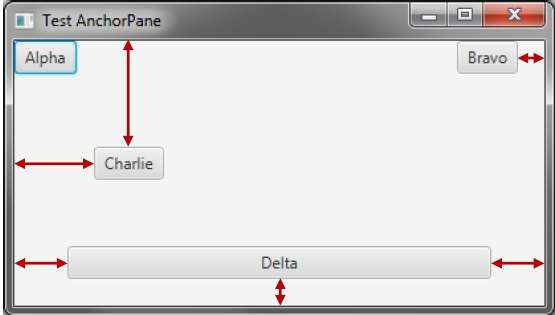 Test AnchorPane
Alpha
Bravo
Charlie
Delta